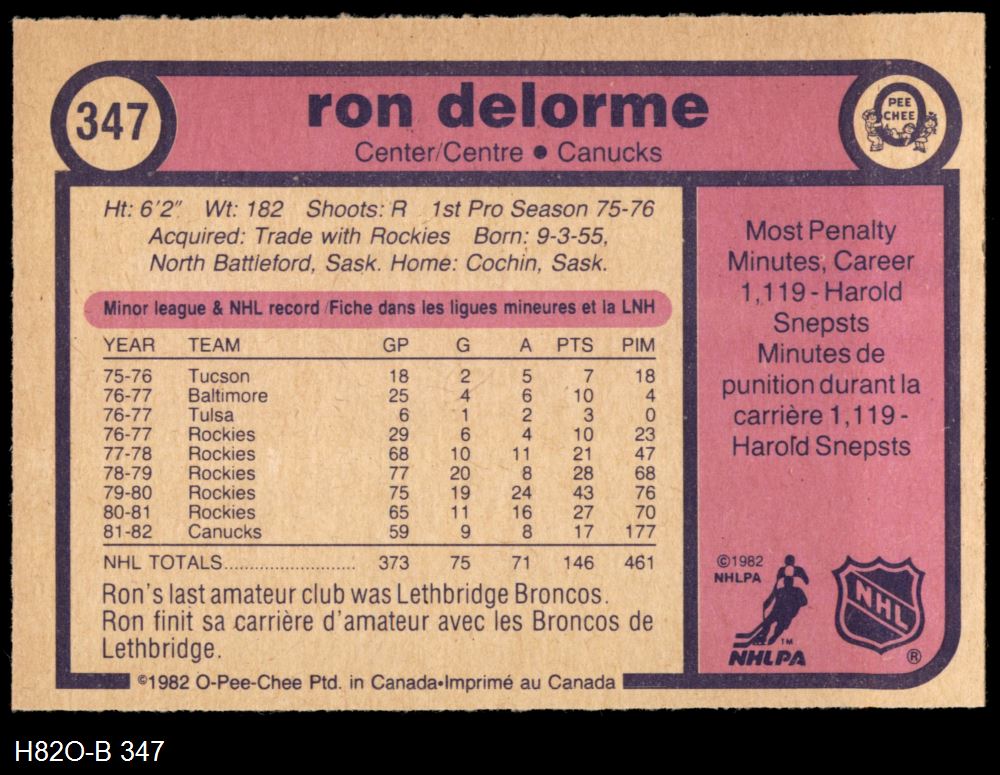 347
ron delorme
PEE
CHEE
Center/Centre • Canucks
Ht: 6'2" Wt: 182 Shoots: R 1st Pro Season 75-76
Acquired: Trade with Rockies Born: 9-3-55,
North Battleford, Sask. Home: Cochin, Sask.
Minor league & NHL record/Fiche dans les ligues mineures et la LNH
YEAR TEAM GP G A PTS PIM
75-76 Tucson 18 2 5 7 18
76-77 Baltimore 25 4 6 10 4
76-77 Tulsa 6 1 2 3 0
76-77 Rockies 29 6 4 10 23
77-78 Rockies 68 10 11 21 47
78-79 Rockies 77 20 8 28 68
79-80 Rockies 75 19 24 43 76
80-81 Rockies 65 11 16 27 70
81-82 Canucks 59 9 8 17 177
NHL TOTALS.......................... 373 75 71 146 461
Ron's last amateur club was Lethbridge Broncos.
Ron finit sa carrière d'amateur avec les Broncos de
Lethbridge.
©1982 O-Pee-Chee Ptd. in Canada•Imprimé au Canada
Most Penalty
Minutes, Career
1,119 - Harold
Snepsts
Minutes de
punition durant la
carrière 1,119 -
Harold Snepsts
©1982
NHLPA
TM
NHLPA
NHL
®
H82O-B 347